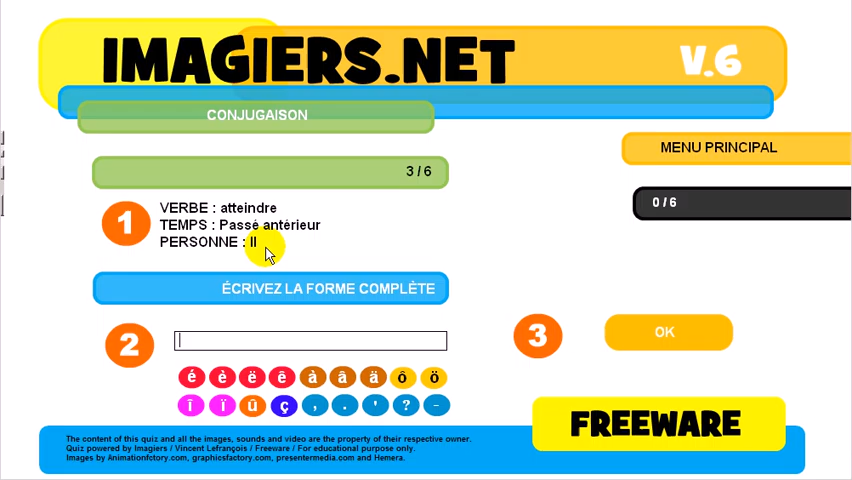 IMAGIERS.NET
V.6
CONJUGAISON
MENU PRINCIPAL
3 / 6
0 / 6
1
VERBE : atteindre
TEMPS : Passé antérieur
PERSONNE : Il
ÉCRIVEZ LA FORME COMPLÈTE
2
3
OK
é è ë ê à â ä ô ö
î ï û ç , . ' ? -
FREEWARE
The content of this quiz and all the images, sounds and video are the property of their respective owner.
Quiz powered by Imagiers / Vincent Lefrançois / Freeware / For educational purpose only.
Images by Animationfctory.com, graphicsfactory.com, presentermedia.com and Hemera.